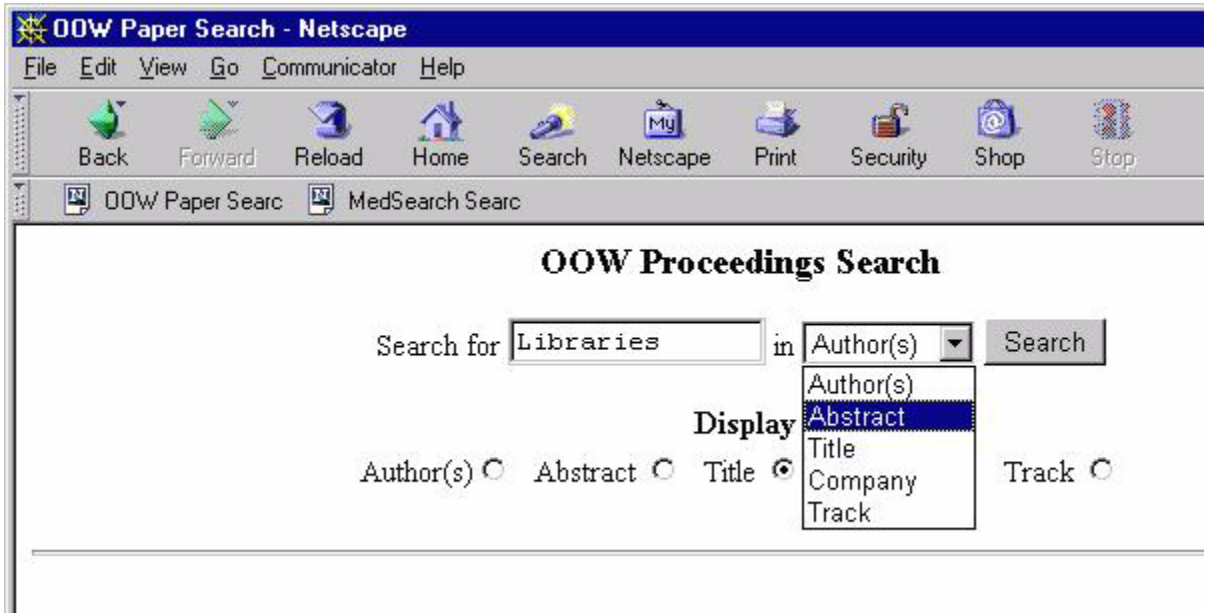 OOW Paper Search - Netscape
File Edit View Go Communicator Help
My
Back Forward Reload Home Search Netscape Print Security Shop Stop
OOW Paper Searc MedSearch Searc
OOW Proceedings Search
Search for Libraries in Author(s) Search
Author(s)
Display Abstract
Title
Author(s) Abstract Title Company Track
Track